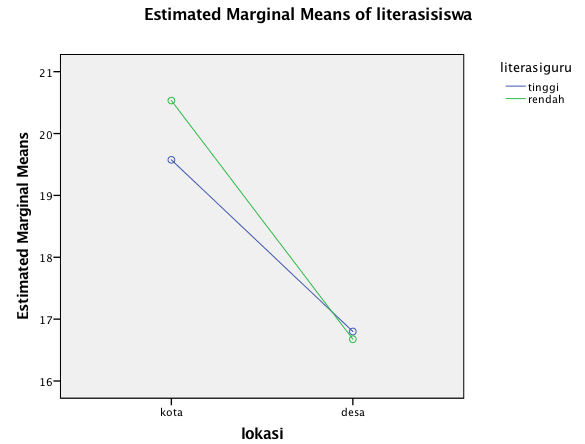 Estimated Marginal Means of literasisiswa
21
20
19
18
17
16
Estimated Marginal Means
kota
desa
lokasi
literasiguru
tinggi
rendah